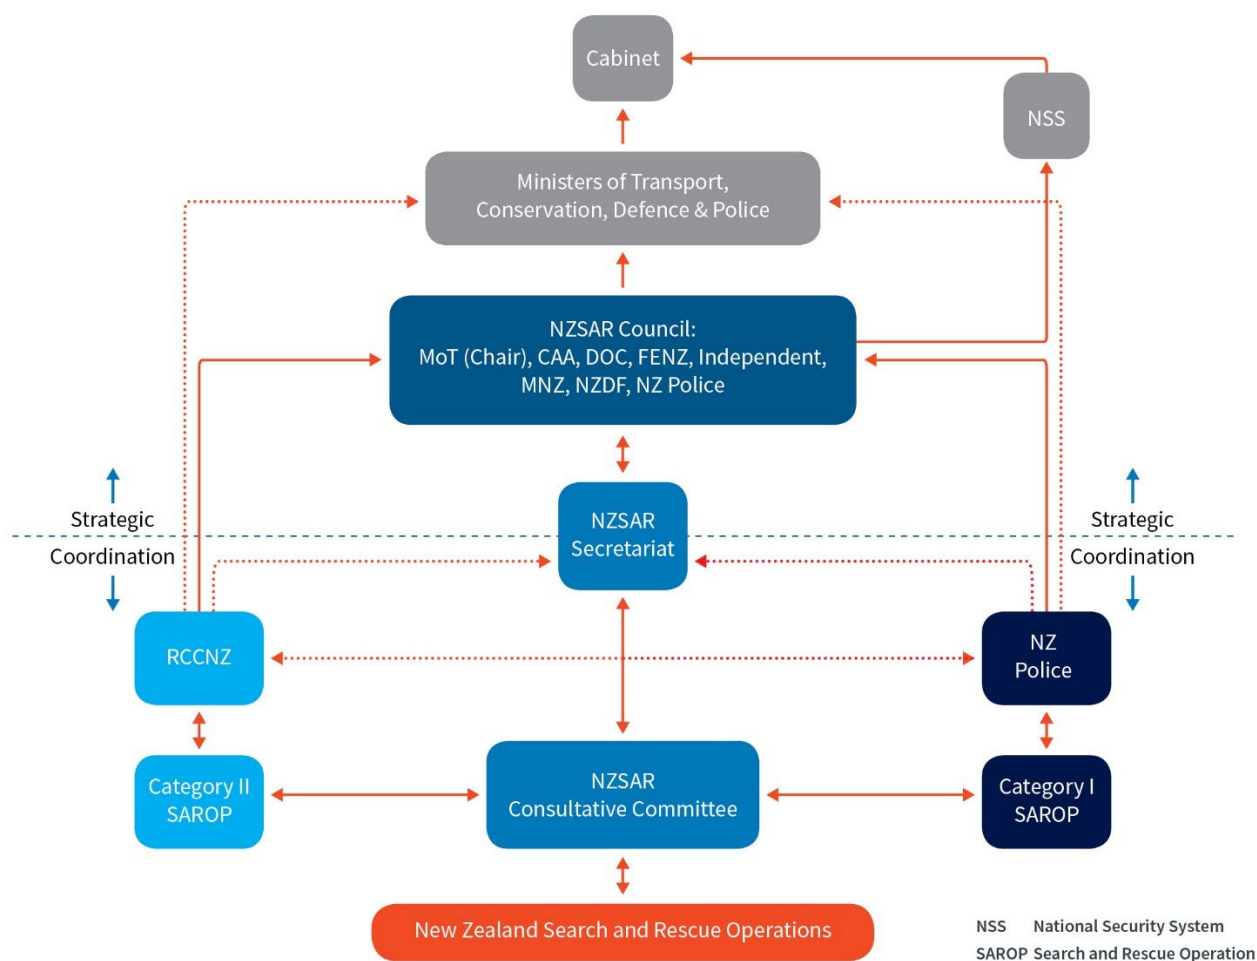 Cabinet
NSS
Ministers of Transport,
Conservation, Defence & Police
NZSAR Council:
MoT (Chair), CAA, DOC, FENZ, Independent,
MNZ, NZDF, NZ Police
Strategic
Coordination
NZSAR
Secretariat
Strategic
Coordination
RCCNZ
NZ
Police
Category II
SAROP
NZSAR
Consultative Committee
Category I
SAROP
New Zealand Search and Rescue Operations
NSS National Security System
SAROP Search and Rescue Operation